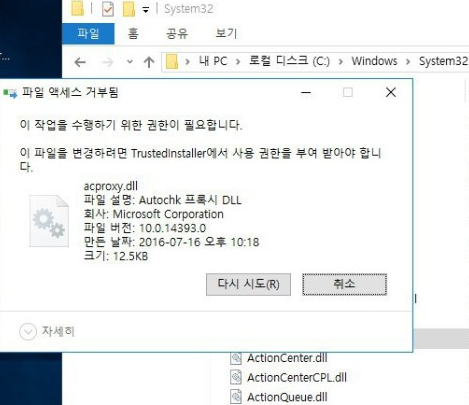 System32
파일 홈 공유 보기
내 PC > 로컬 디스크 (C:) > Windows > System32
파일 액세스 거부됨
이 작업을 수행하기 위한 권한이 필요합니다.
이 파일을 변경하려면 TrustedInstaller에서 사용 권한을 부여 받아야 합니
다.
acproxy.dll
파일 설명: Autochk 프록시 DLL
회사: Microsoft Corporation
파일 버전: 10.0.14393.0
만든 날짜: 2016-07-16 오후 10:18
크기: 12.5KB
다시 시도(R) 취소
자세히
ActionCenter.dll
ActionCenterCPL.dll
ActionQueue.dll